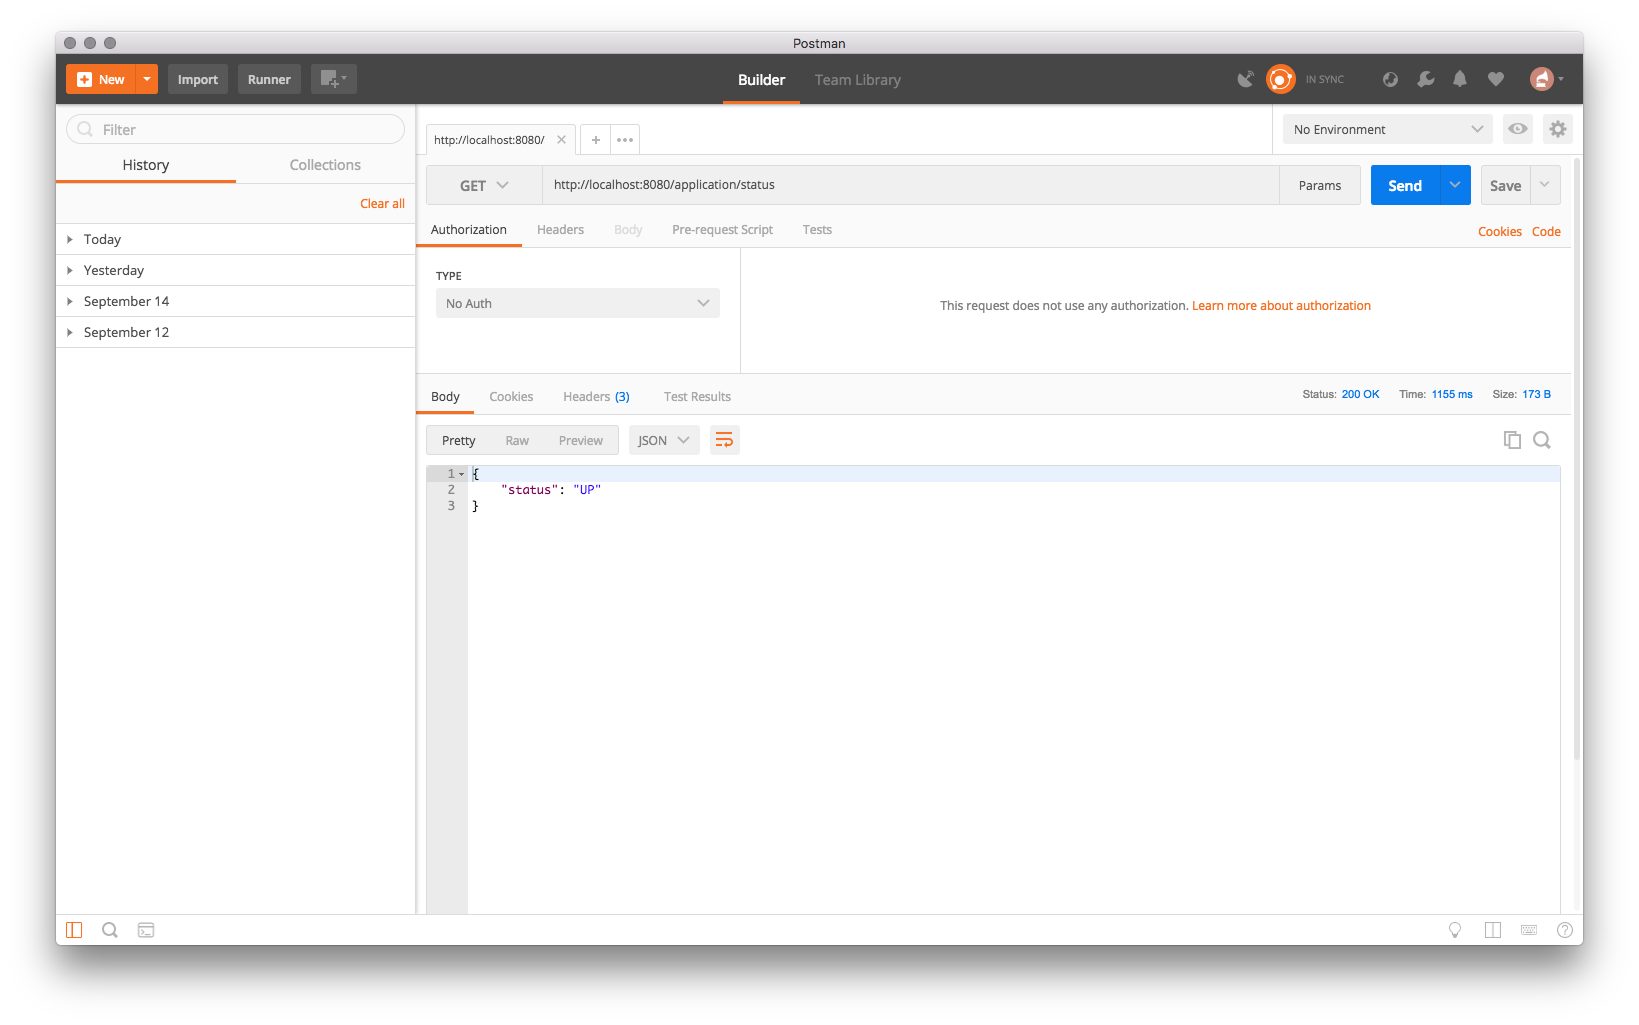 Postman
New
Import
Runner
Builder
Team Library
IN SYNC
Filter
History
Collections
Clear all
Today
Yesterday
September 14
September 12
http://localhost:8080/
No Environment
GET
http://localhost:8080/application/status
Params
Send
Save
Authorization
Headers
Body
Pre-request Script
Tests
Cookies
Code
TYPE
No Auth
This request does not use any authorization. Learn more about authorization
Body
Cookies
Headers (3)
Test Results
Status: 200 OK
Time: 1155 ms
Size: 173 B
Pretty
Raw
Preview
JSON
1 {
2 "status": "UP"
3 }